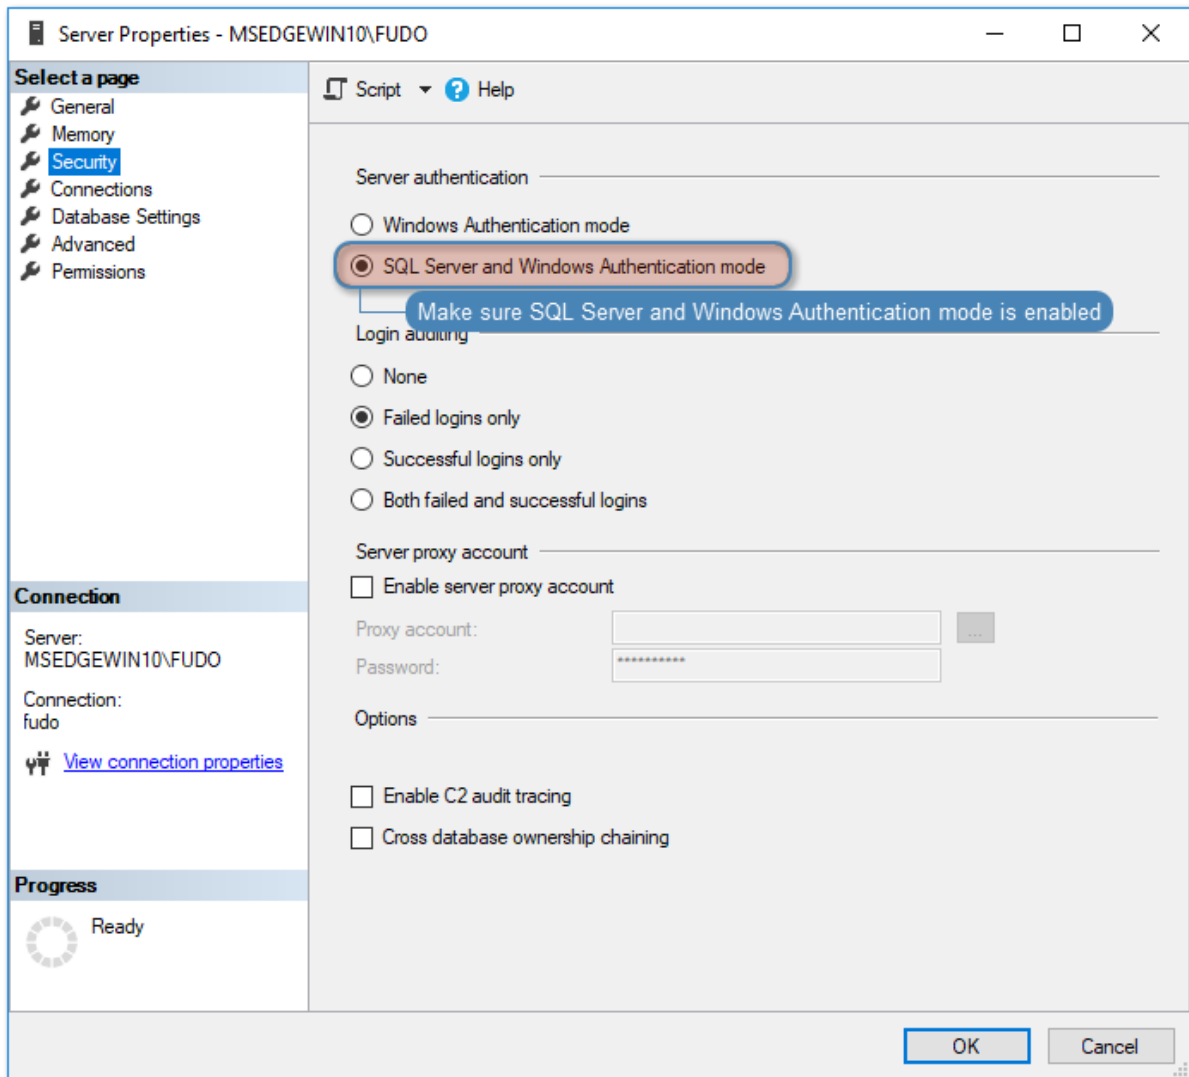 Server Properties - MSEDGEWIN10\FUDO
Select a page
General
Memory
Security
Connections
Database Settings
Advanced
Permissions
Script
Help
Server authentication
Windows Authentication mode
SQL Server and Windows Authentication mode
Make sure SQL Server and Windows Authentication mode is enabled
Login auditing
None
Failed logins only
Successful logins only
Both failed and successful logins
Server proxy account
Enable server proxy account
Proxy account:
...
Password:
**********
Options
Enable C2 audit tracing
Cross database ownership chaining
Connection
Server:
MSEDGEWIN10\FUDO
Connection:
fudo
View connection properties
Progress
Ready
OK
Cancel